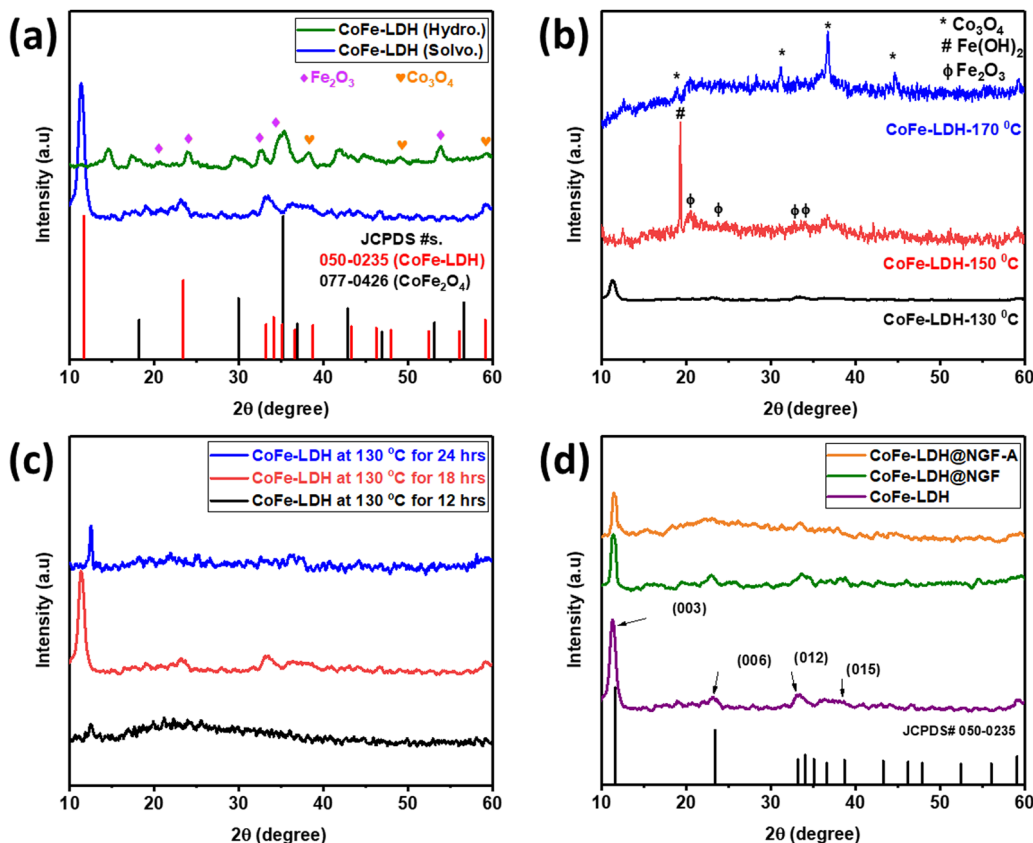 (a)
CoFe-LDH (Hydro.)
CoFe-LDH (Solvo.)
♦ Fe₂O₃ ♥ Co₃O₄
JCPDS #s.
050-0235 (CoFe-LDH)
077-0426 (CoFe₂O₄)
Intensity (a.u)
10 20 30 40 50 60
2θ (degree)
(b)
* Co₃O₄
# Fe(OH)₂
ϕ Fe₂O₃
* * * *
CoFe-LDH-170 ⁰C
#
ϕ ϕ ϕ ϕ
CoFe-LDH-150 ⁰C
CoFe-LDH-130 ⁰C
Intensity (a.u)
10 20 30 40 50 60
2θ (degree)
(c)
CoFe-LDH at 130 ⁰C for 24 hrs
CoFe-LDH at 130 ⁰C for 18 hrs
CoFe-LDH at 130 ⁰C for 12 hrs
Intensity (a.u)
10 20 30 40 50 60
2θ (degree)
(d)
CoFe-LDH@NGF-A
CoFe-LDH@NGF
CoFe-LDH
(003)
(006) (012) (015)
JCPDS# 050-0235
Intensity (a.u)
10 20 30 40 50 60
2θ (degree)